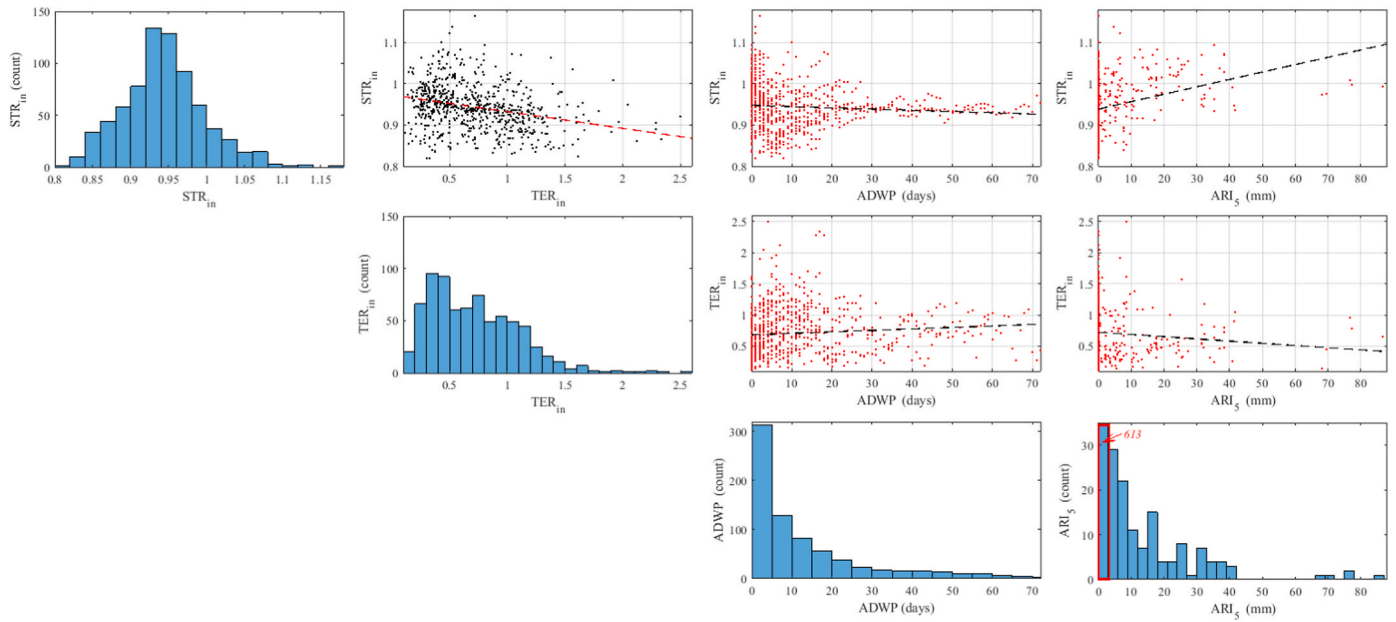 150
100
50
0
STR_in (count)
0.8 0.85 0.9 0.95 1 1.05 1.1 1.15
STR_in
1.1
1
0.9
0.8
STR_in
0.5 1 1.5 2 2.5
TER_in
1.1
1
0.9
0.8
STR_in
0 10 20 30 40 50 60 70
ADWP (days)
1.1
1
0.9
0.8
STR_in
0 10 20 30 40 50 60 70 80
ARI_5 (mm)
150
100
50
0
TER_in (count)
0.5 1 1.5 2 2.5
TER_in
2.5
2
1.5
1
0.5
TER_in
0 10 20 30 40 50 60 70
ADWP (days)
2.5
2
1.5
1
0.5
TER_in
0 10 20 30 40 50 60 70 80
ARI_5 (mm)
300
200
100
0
ADWP (count)
0 10 20 30 40 50 60 70
ADWP (days)
30
20
10
0
ARI_5 (count)
613
0 10 20 30 40 50 60 70 80
ARI_5 (mm)